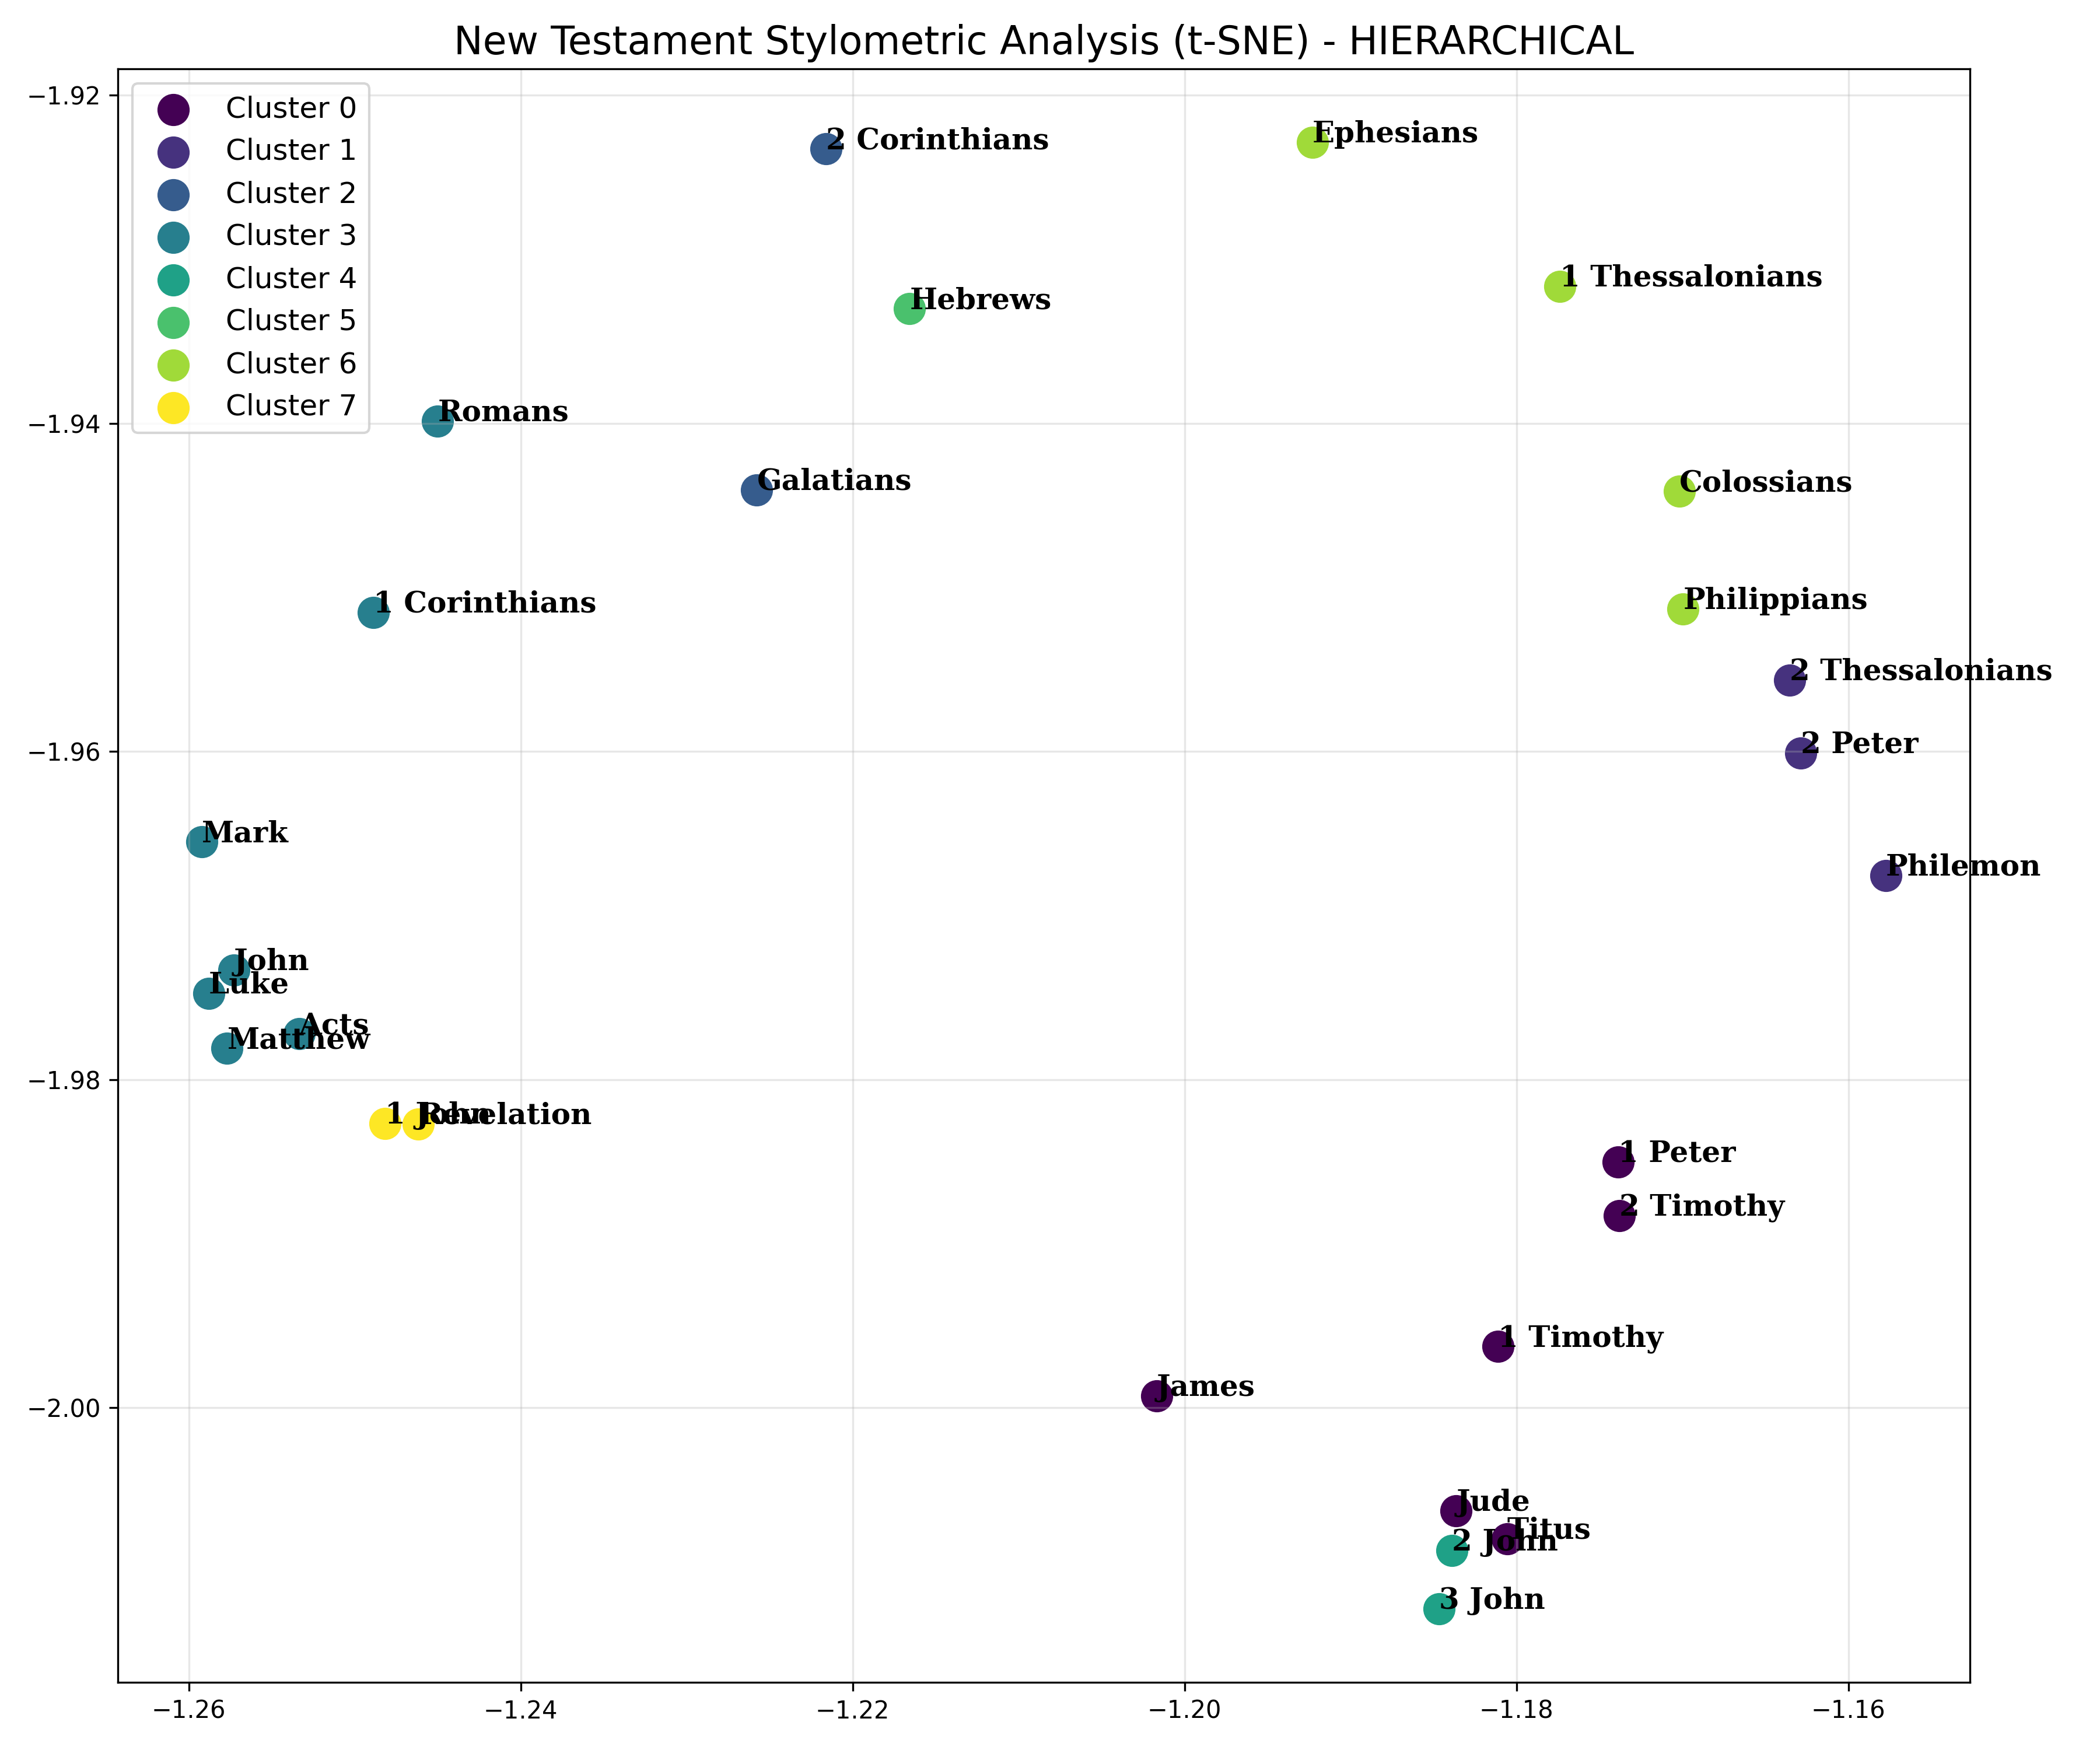 New Testament Stylometric Analysis (t-SNE) - HIERARCHICAL
Cluster 0
Cluster 1
Cluster 2
Cluster 3
Cluster 4
Cluster 5
Cluster 6
Cluster 7
2 Corinthians
Ephesians
1 Thessalonians
Hebrews
Romans
Galatians
Colossians
1 Corinthians
Philippians
2 Thessalonians
2 Peter
Mark
Philemon
John
Luke
Acts
Matthew
1 John
Revelation
1 Peter
2 Timothy
1 Timothy
James
Jude
Titus
2 John
3 John
−1.92
−1.94
−1.96
−1.98
−2.00
−1.26
−1.24
−1.22
−1.20
−1.18
−1.16